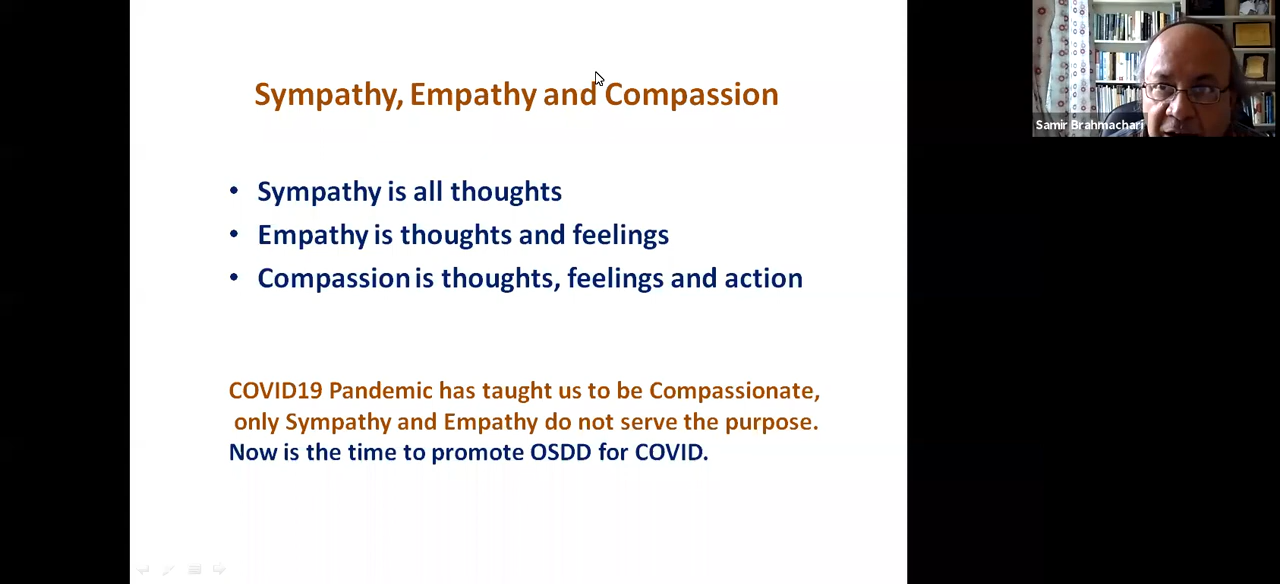 Sympathy, Empathy and Compassion
• Sympathy is all thoughts
• Empathy is thoughts and feelings
• Compassion is thoughts, feelings and action
COVID19 Pandemic has taught us to be Compassionate,
only Sympathy and Empathy do not serve the purpose.
Now is the time to promote OSDD for COVID.
Samir Brahmachari